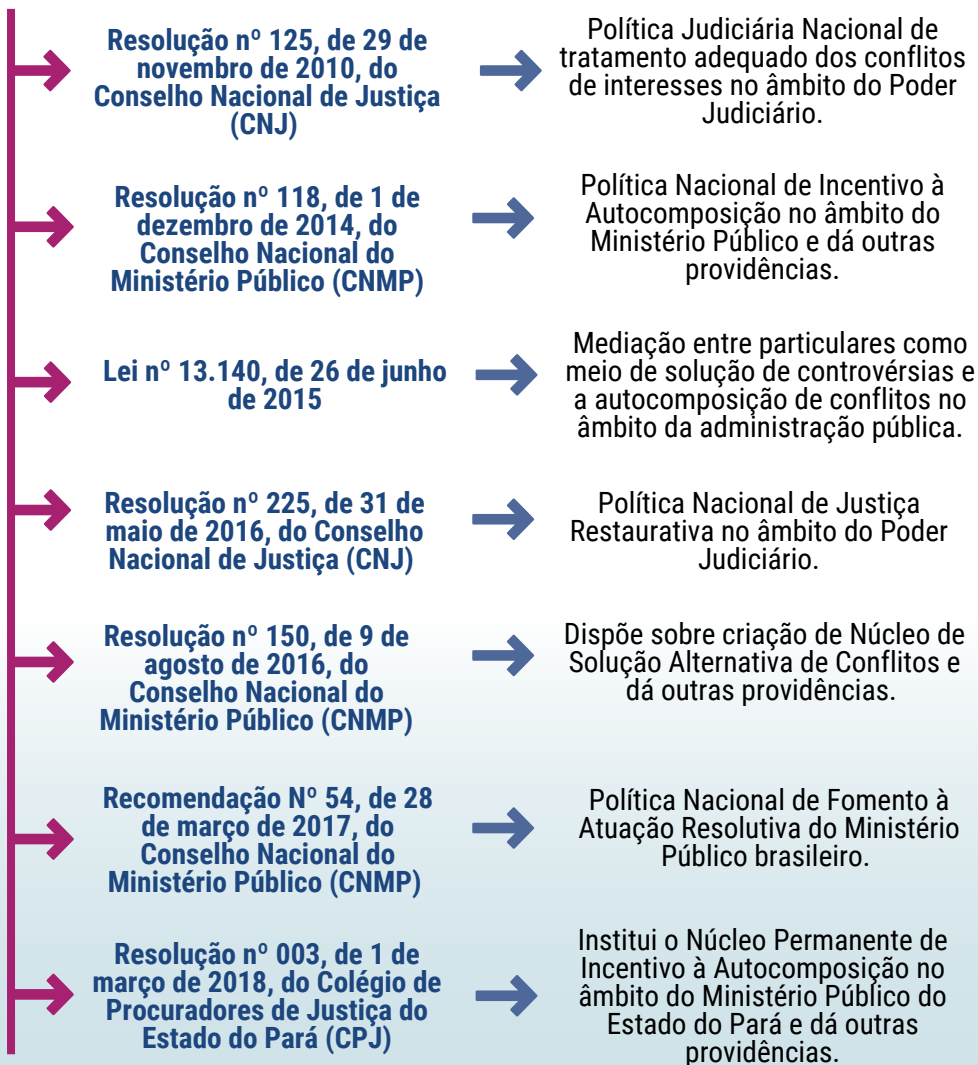 Resolução nº 125, de 29 de
novembro de 2010, do
Conselho Nacional de Justiça
(CNJ)
Política Judiciária Nacional de
tratamento adequado dos conflitos
de interesses no âmbito do Poder
Judiciário.
Resolução nº 118, de 1 de
dezembro de 2014, do
Conselho Nacional do
Ministério Público (CNMP)
Política Nacional de Incentivo à
Autocomposição no âmbito do
Ministério Público e dá outras
providências.
Lei nº 13.140, de 26 de junho
de 2015
Mediação entre particulares como
meio de solução de controvérsias e
a autocomposição de conflitos no
âmbito da administração pública.
Resolução nº 225, de 31 de
maio de 2016, do Conselho
Nacional de Justiça (CNJ)
Política Nacional de Justiça
Restaurativa no âmbito do Poder
Judiciário.
Resolução nº 150, de 9 de
agosto de 2016, do
Conselho Nacional do
Ministério Público (CNMP)
Dispõe sobre criação de Núcleo de
Solução Alternativa de Conflitos e
dá outras providências.
Recomendação Nº 54, de 28
de março de 2017, do
Conselho Nacional do
Ministério Público (CNMP)
Política Nacional de Fomento à
Atuação Resolutiva do Ministério
Público brasileiro.
Resolução nº 003, de 1 de
março de 2018, do Colégio de
Procuradores de Justiça do
Estado do Pará (CPJ)
Institui o Núcleo Permanente de
Incentivo à Autocomposição no
âmbito do Ministério Público do
Estado do Pará e dá outras
providências.